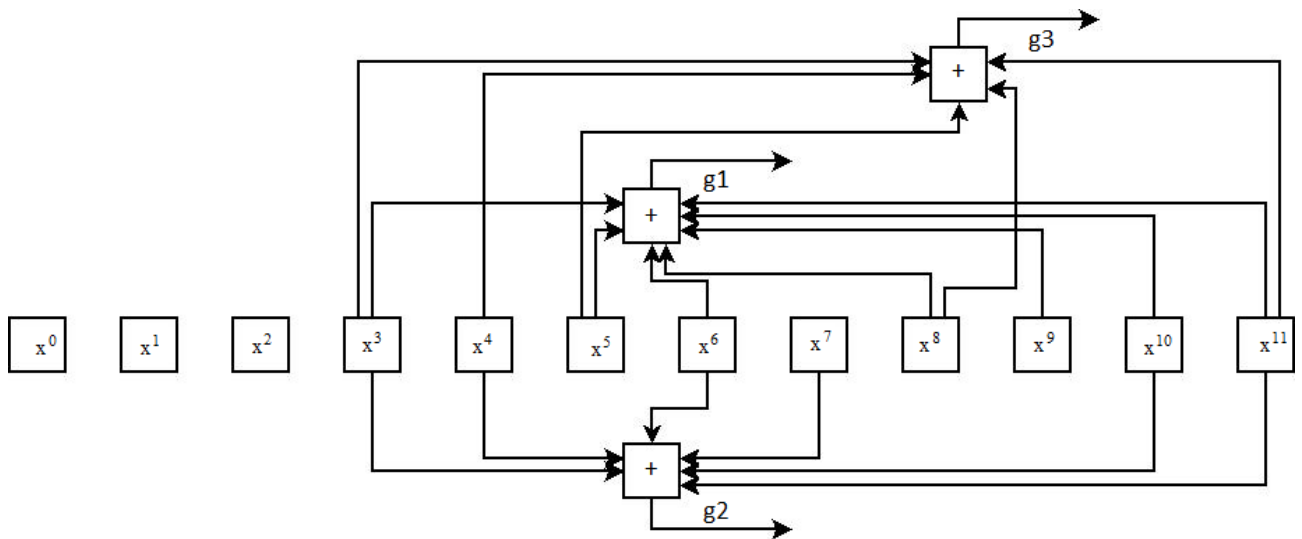 g3
+
g1
+
x⁰ x¹ x² x³ x⁴ x⁵ x⁶ x⁷ x⁸ x⁹ x¹⁰ x¹¹
+
g2